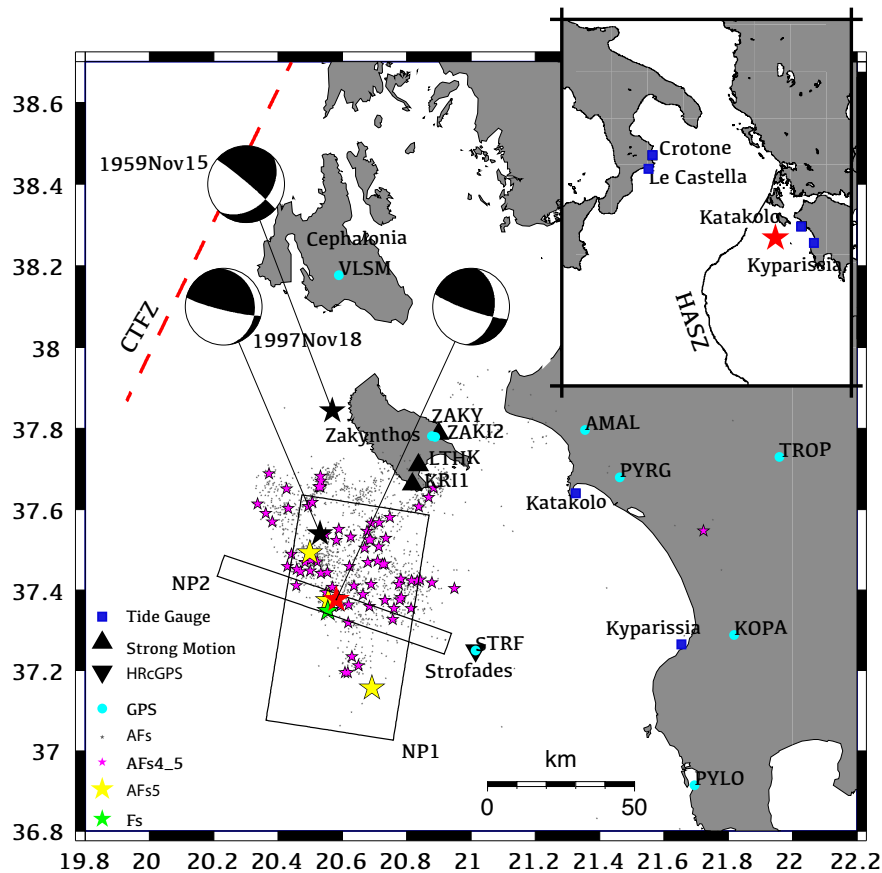 38.6
38.4
38.2
38
37.8
37.6
37.4
37.2
37
36.8
19.8
20
20.2
20.4
20.6
20.8
21
21.2
21.4
21.6
21.8
22
22.2
1959Nov15
1997Nov18
CTFZ
Cephalonia
VLSM
Zakynthos
ZAKY
ZAKI2
LTHK
KRI1
AMAL
PYRG
TROP
Katakolo
Kyparissia
KOPA
PYLO
STRF
Strofades
NP2
NP1
Tide Gauge
Strong Motion
HRcGPS
GPS
AFs
AFs4_5
AFs5
Fs
km
0
50
Crotone
Le Castella
Katakolo
Kyparissia
HASZ